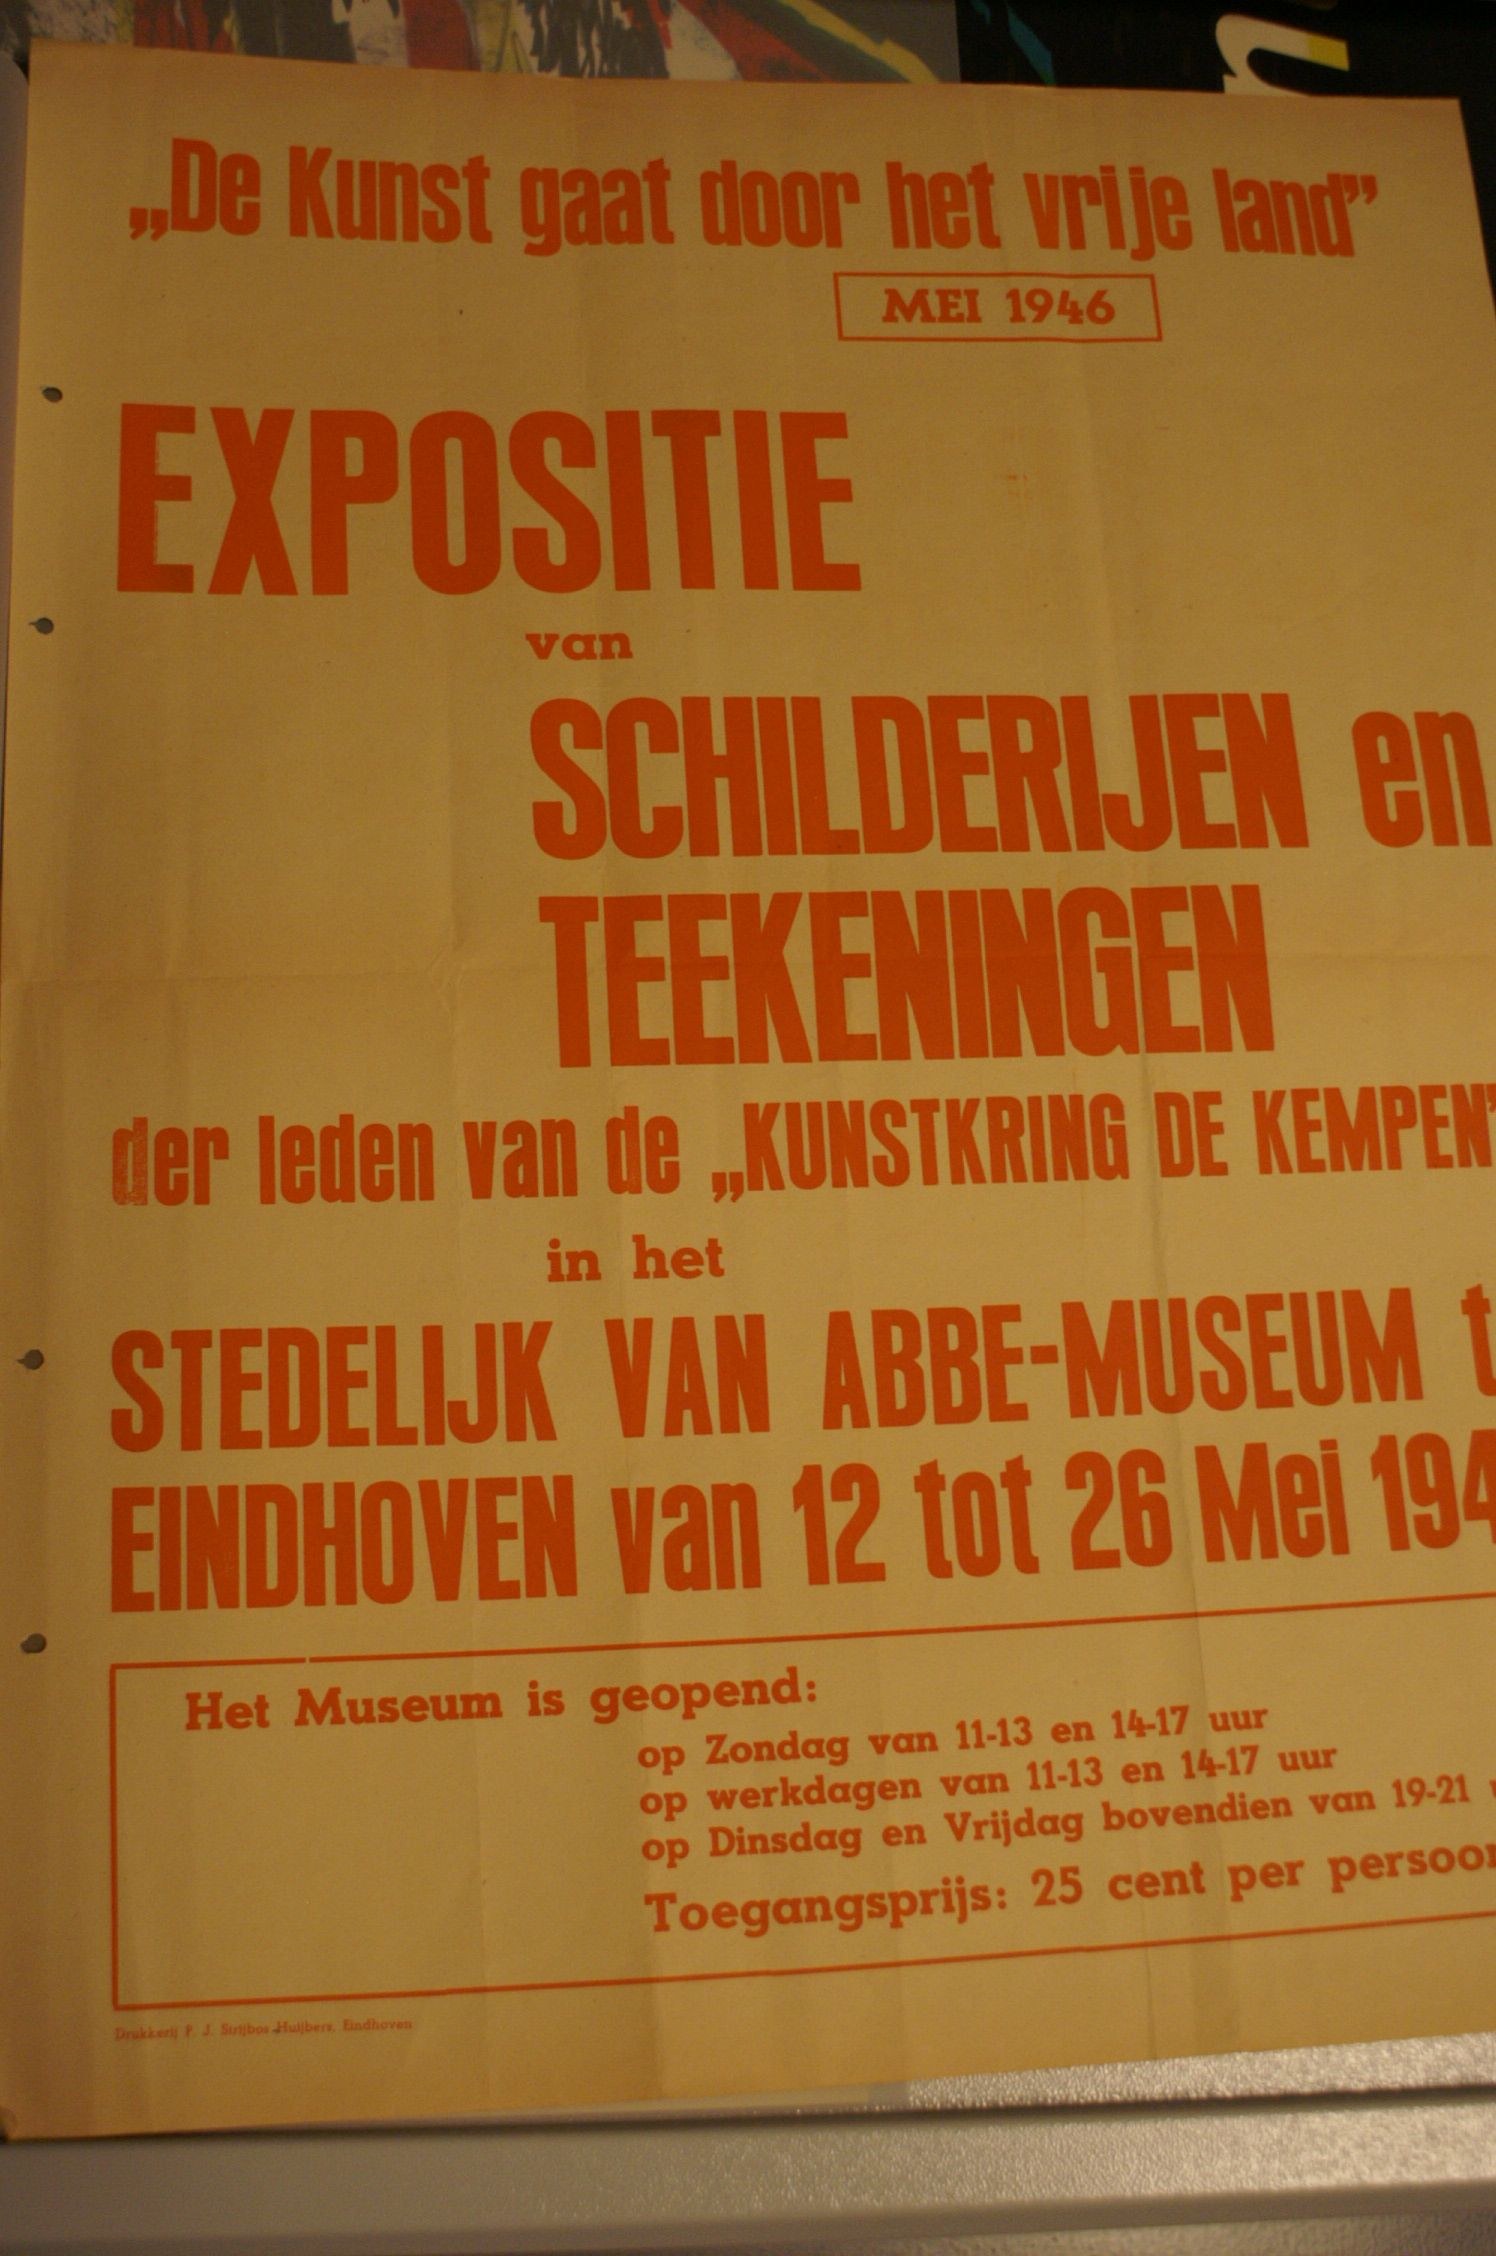 „De Kunst gaat door het vrije land”
MEI 1946
EXPOSITIE
van
SCHILDERIJEN en
TEEKENINGEN
der leden van de „KUNSTKRING DE KEMPEN”
in het
STEDELIJK VAN ABBE-MUSEUM
EINDHOVEN van 12 tot 26 Mei 194
Het Museum is geopend:
op Zondag van 11-13 en 14-17 uur
op werkdagen van 11-13 en 14-17 uur
op Dinsdag en Vrijdag bovendien van 19-21
Toegangsprijs: 25 cent per persoon
Drukkerij P. J. Strijbos-Huijbers, Eindhoven